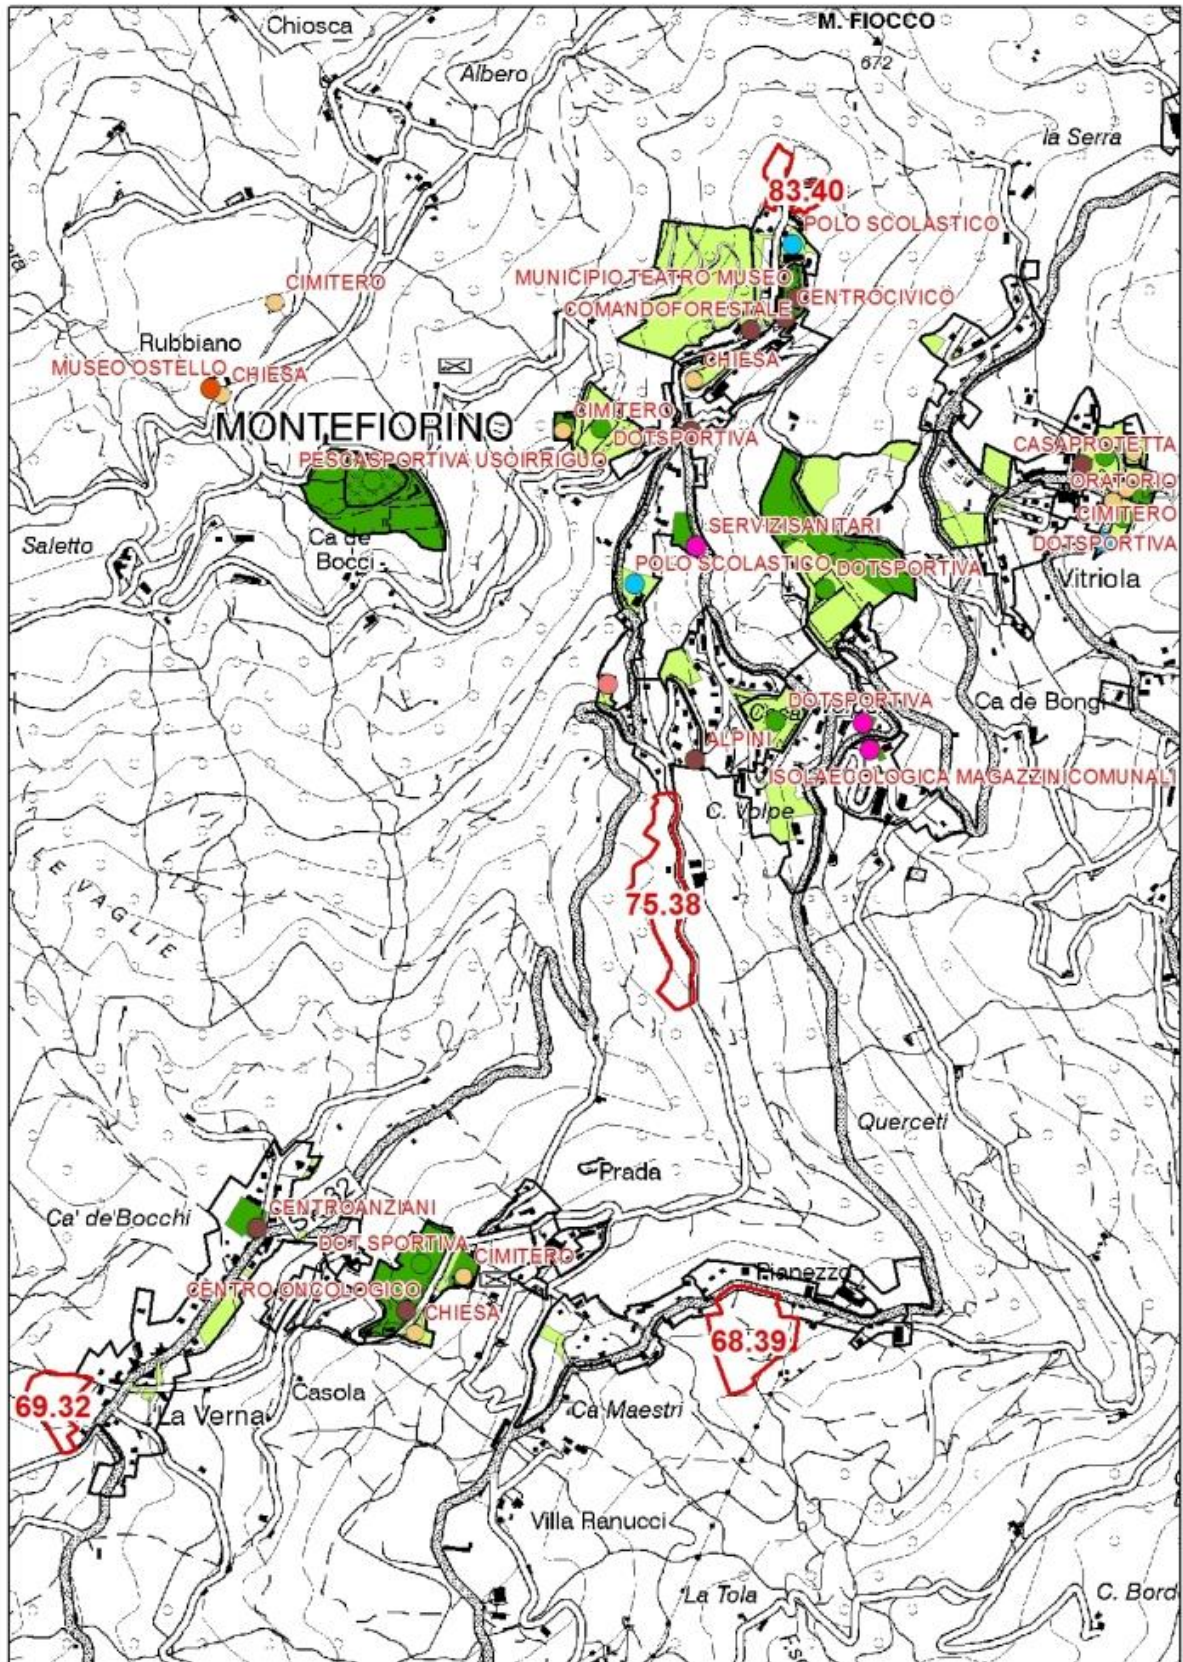 Chiosca
M. FIOCCO
672
Albero
la Serra
83.40
POLO SCOLASTICO
CIMITERO
MUNICIPIO TEATRO MUSEO
CENTROCIVICO
COMANDOFORESTALE
Rubbiano
CHIESA
MUSEO OSTELLO
CHIESA
CIMITERO
MONTEFIORINO
DOTSPORTIVA
CASAPROTETTA
PESCASPORTIVA USOIRRIGUO
ORATORIO
CIMITERO
SERVIZISANITARI
Saletto
Ca de
Bocci
DOTSPORTIVA
POLO SCOLASTICO
DOTSPORTIVA
Vitriola
DOTSPORTIVA
Ca de Bongi
ALPINI
ISOLAECOLOGICA MAGAZZINICOMUNALI
C. Volpe
LE VAGLIE
75.38
Querceti
Prada
CENTROANZIANI
Ca' de'Bocchi
DOT.SPORTIVA
CIMITERO
CENTRO ONCOLOGICO
Pianezzo
CHIESA
68.39
69.32
Casola
La Verna
Ca Maestri
Villa Ranucci
La Tola
C. Bord